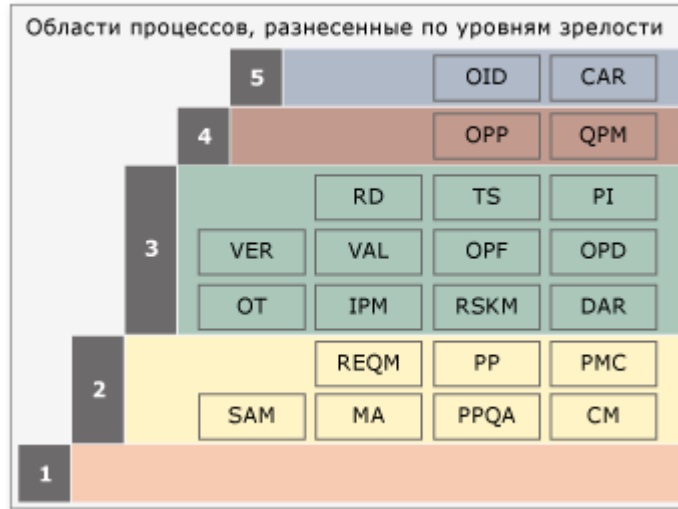 Области процессов, разнесенные по уровням зрелости
5 OID CAR
4 OPP QPM
RD TS PI
3 VER VAL OPF OPD
OT IPM RSKM DAR
REQM PP PMC
2
SAM MA PPQA CM
1